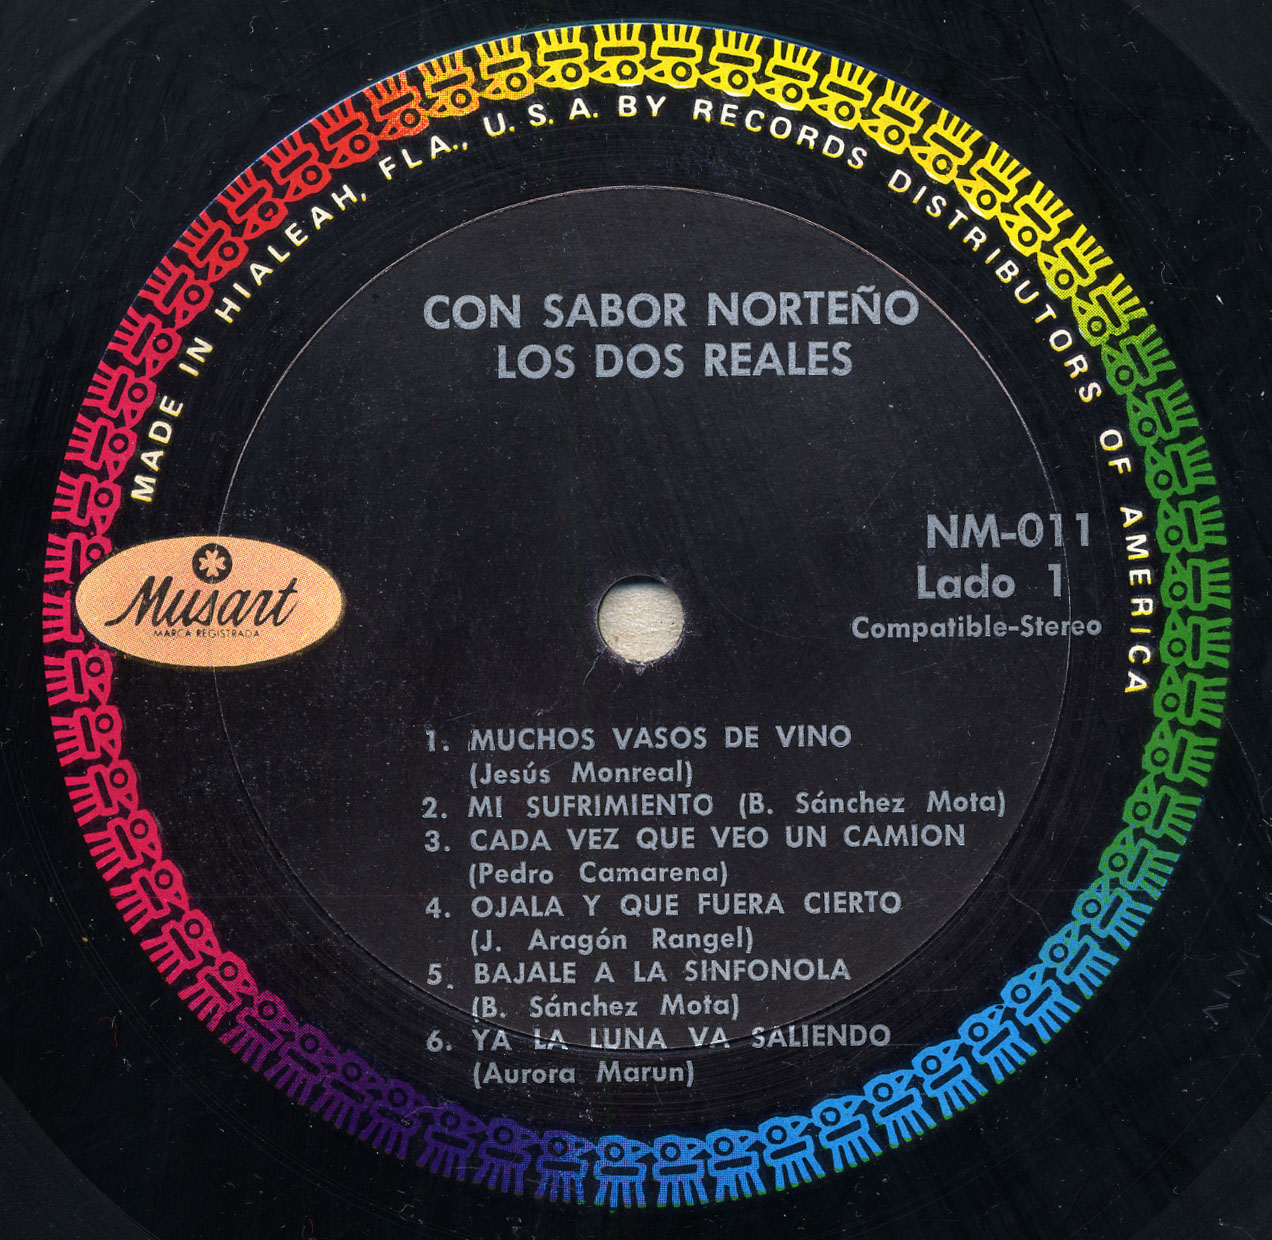 MADE IN HIALEAH, FLA., U.S.A. BY RECORDS DISTRIBUTORS OF AMERICA
CON SABOR NORTEÑO
LOS DOS REALES
NM-011
Lado 1
Compatible-Stereo
Musart
MARCA REGISTRADA
1. MUCHOS VASOS DE VINO
(Jesús Monreal)
2. MI SUFRIMIENTO (B. Sánchez Mota)
3. CADA VEZ QUE VEO UN CAMION
(Pedro Camarena)
4. OJALA Y QUE FUERA CIERTO
(J. Aragón Rangel)
5. BAJALE A LA SINFONOLA
(B. Sánchez Mota)
6. YA LA LUNA VA SALIENDO
(Aurora Marun)